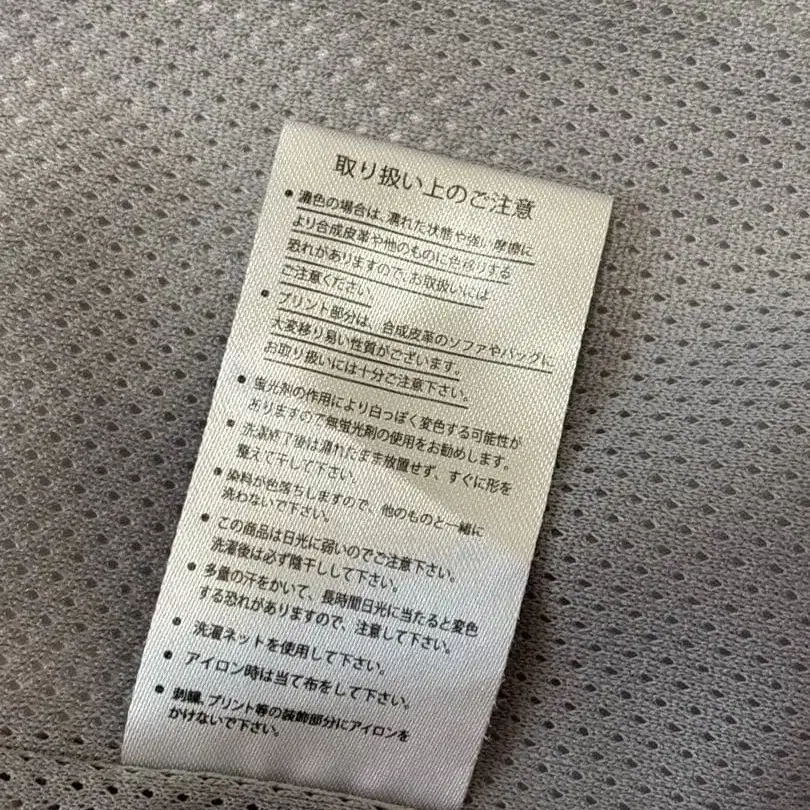 取り扱い上のご注意
● 濃色の場合は、濡れた状態や強い摩擦に
より合成皮革や他のものに色移りする
恐れがありますので、お取扱いには
ご注意ください。
● プリント部分は、合成皮革のソファやバッグに
大変移り易い性質がございます。
お取り扱いには十分ご注意下さい。
● 蛍光剤の作用により白っぽく変色する可能性が
ありますので無蛍光剤の使用をお勧めします。
● 洗濯終了後は濡れたまま放置せず、すぐに形を
整えて干して下さい。
● 染料が色落ちしますので、他のものと一緒に
洗わないで下さい。
● この商品は日光に弱いのでご注意下さい。
洗濯後は必ず陰干しして下さい。
● 多量の汗をかいて、長時間日光に当たると変色
する恐れがありますので、注意して下さい。
● 洗濯ネットを使用して下さい。
● アイロン時は当て布をして下さい。
● 刺繍、プリント等の装飾部分にアイロンを
かけないで下さい。